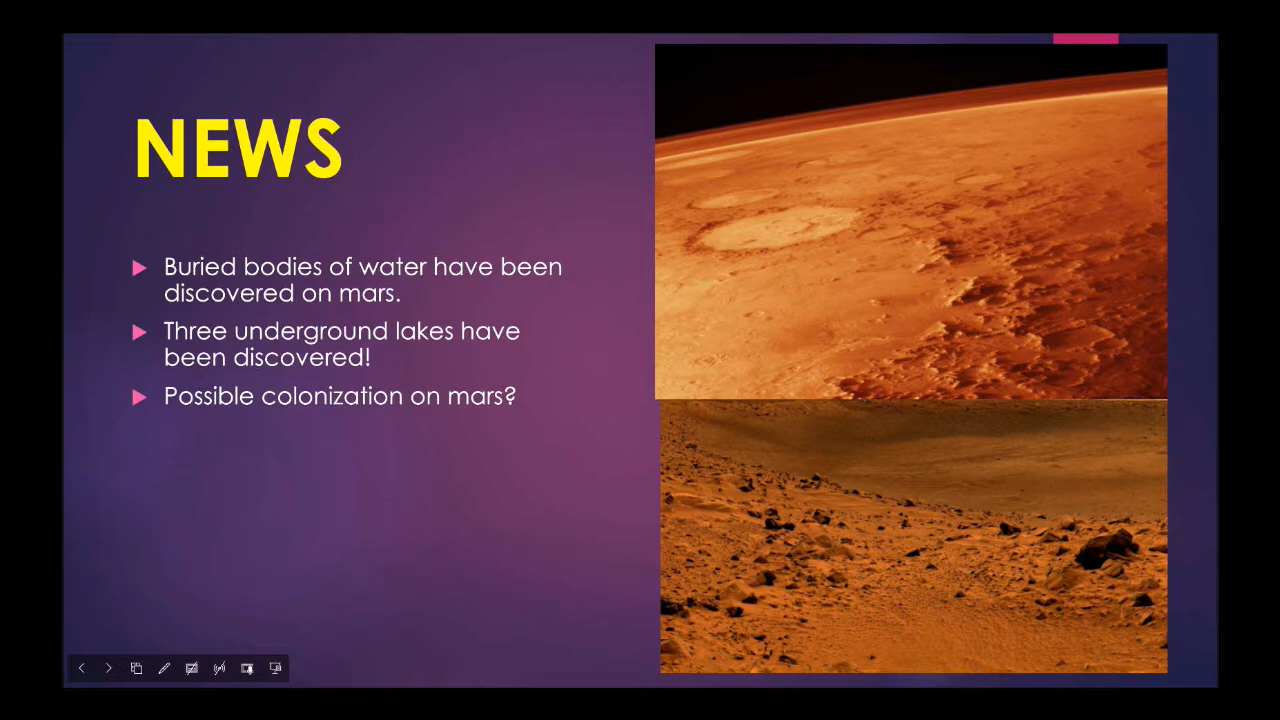 NEWS
Buried bodies of water have been
discovered on mars.
Three underground lakes have
been discovered!
Possible colonization on mars?